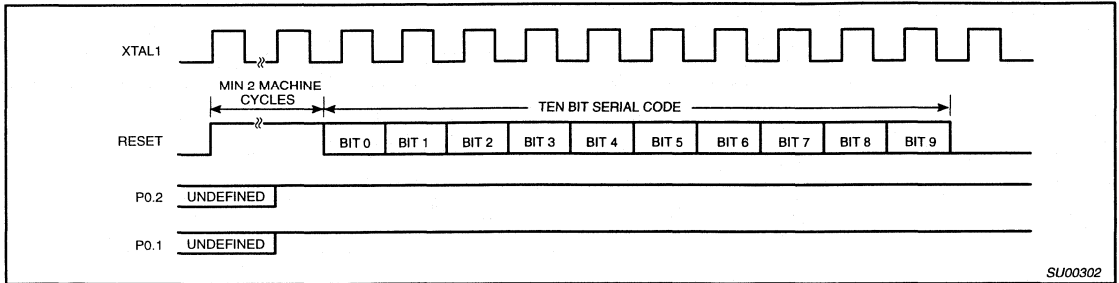 XTAL1
MIN 2 MACHINE
CYCLES
TEN BIT SERIAL CODE
RESET
BIT 0 BIT 1 BIT 2 BIT 3 BIT 4 BIT 5 BIT 6 BIT 7 BIT 8 BIT 9
P0.2 UNDEFINED
P0.1 UNDEFINED
SU00302